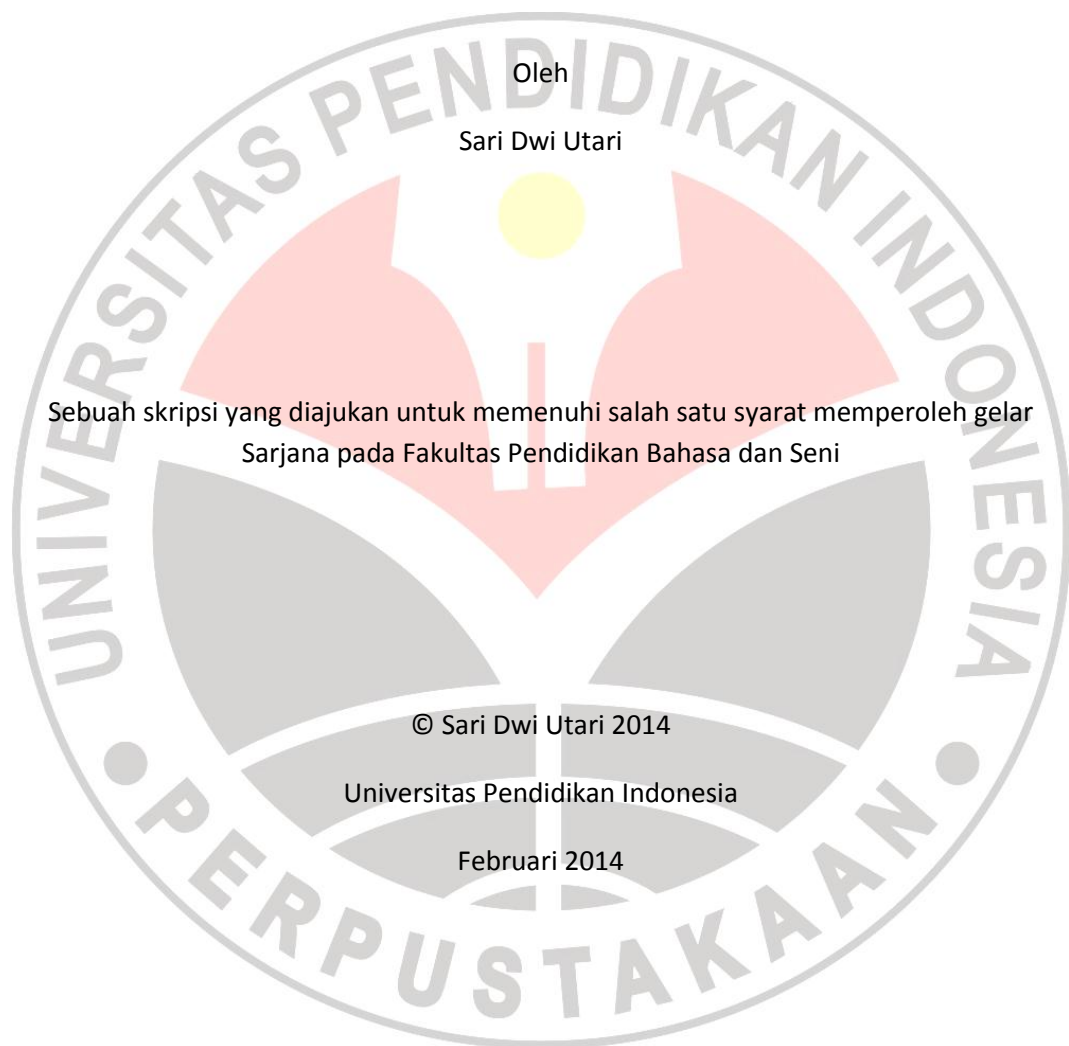 UNIVERSITAS PENDIDIKAN INDONESIA
Oleh
Sari Dwi Utari
Sebuah skripsi yang diajukan untuk memenuhi salah satu syarat memperoleh gelar
Sarjana pada Fakultas Pendidikan Bahasa dan Seni
© Sari Dwi Utari 2014
Universitas Pendidikan Indonesia
Februari 2014
PERPUSTAKAAN